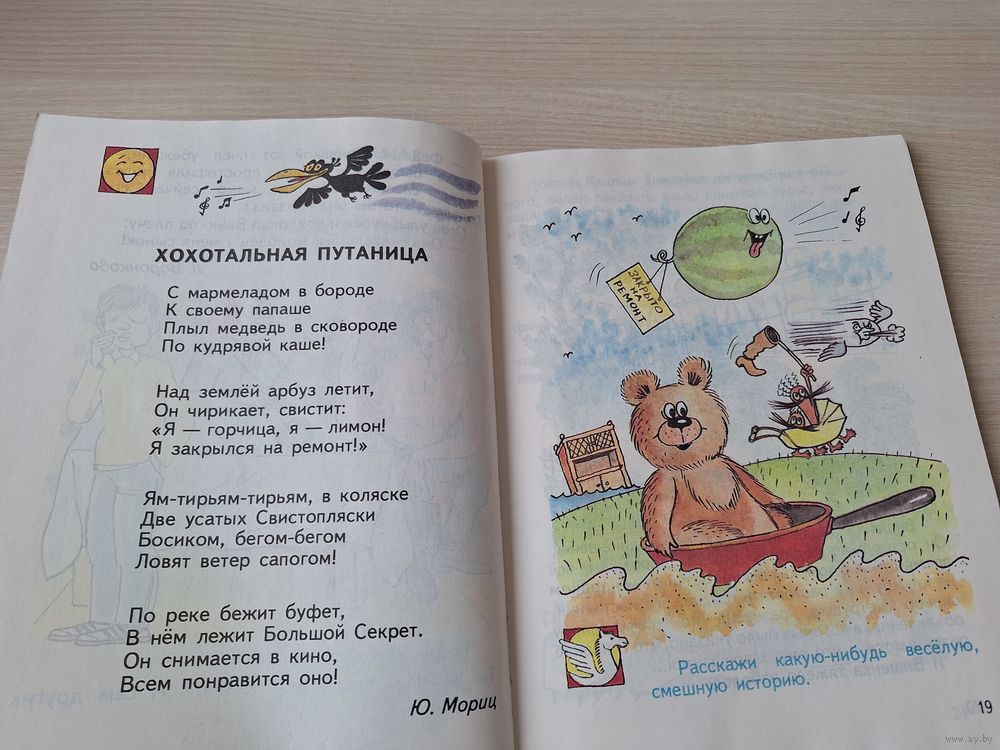 ХОХОТАЛЬНАЯ ПУТАНИЦА
С мармеладом в бороде
К своему папаше
Плыл медведь в сковороде
По кудрявой каше!
Над землёй арбуз летит,
Он чирикает, свистит:
«Я — горчица, я — лимон!
Я закрылся на ремонт!»
Ям-тирьям-тирьям, в коляске
Две усатых Свистопляски
Босиком, бегом-бегом
Ловят ветер сапогом!
По реке бежит буфет,
В нём лежит Большой Секрет.
Он снимается в кино,
Всем понравится оно!
Ю. Мориц
ЗАКРЫТО
НА
РЕМОНТ
Расскажи какую-нибудь весёлую,
смешную историю.
19
www.ay.by